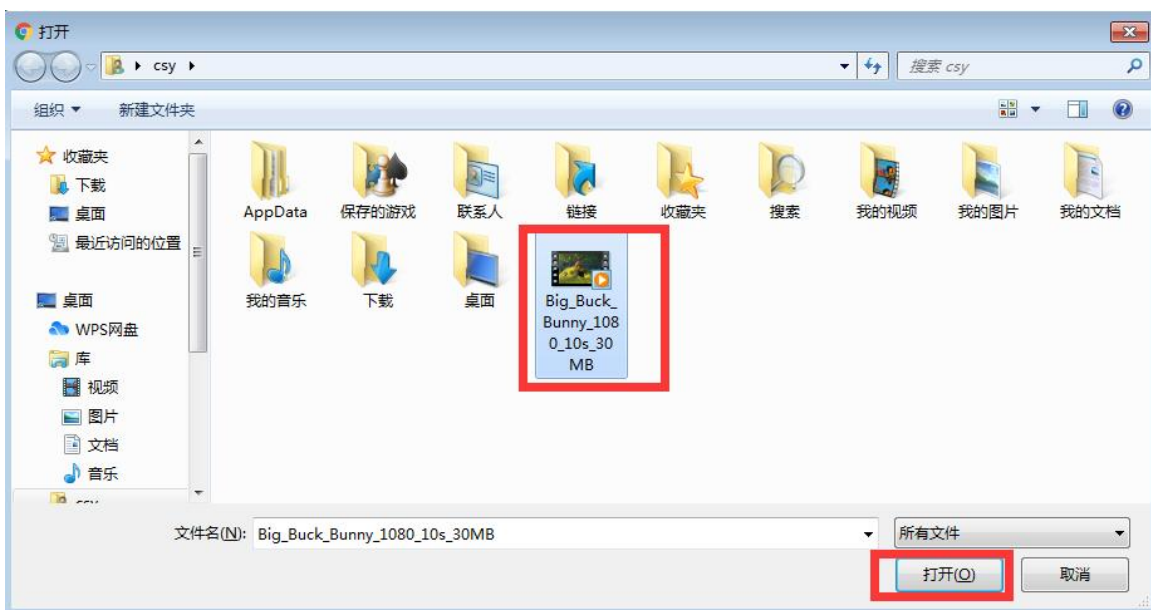 打开
csy
搜索 csy
组织
新建文件夹
收藏夹
下载
桌面
最近访问的位置
桌面
WPS网盘
库
视频
图片
文档
音乐
csy
AppData
保存的游戏
联系人
链接
收藏夹
搜索
我的视频
我的图片
我的文档
我的音乐
下载
桌面
Big_Buck_
Bunny_108
0_10s_30
MB
文件名(N):
Big_Buck_Bunny_1080_10s_30MB
所有文件
打开(O)
取消